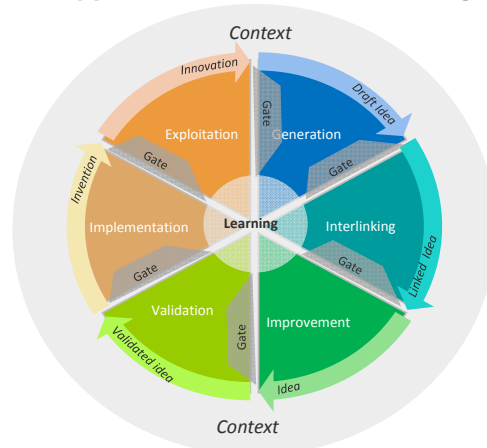 Context
Innovation
Draft Idea
Exploitation
Gate
Generation
Gate
Gate
Invention
Implementation
Learning
Interlinking
Linked Idea
Gate
Gate
Validation
Gate
Improvement
Validated idea
Idea
Context